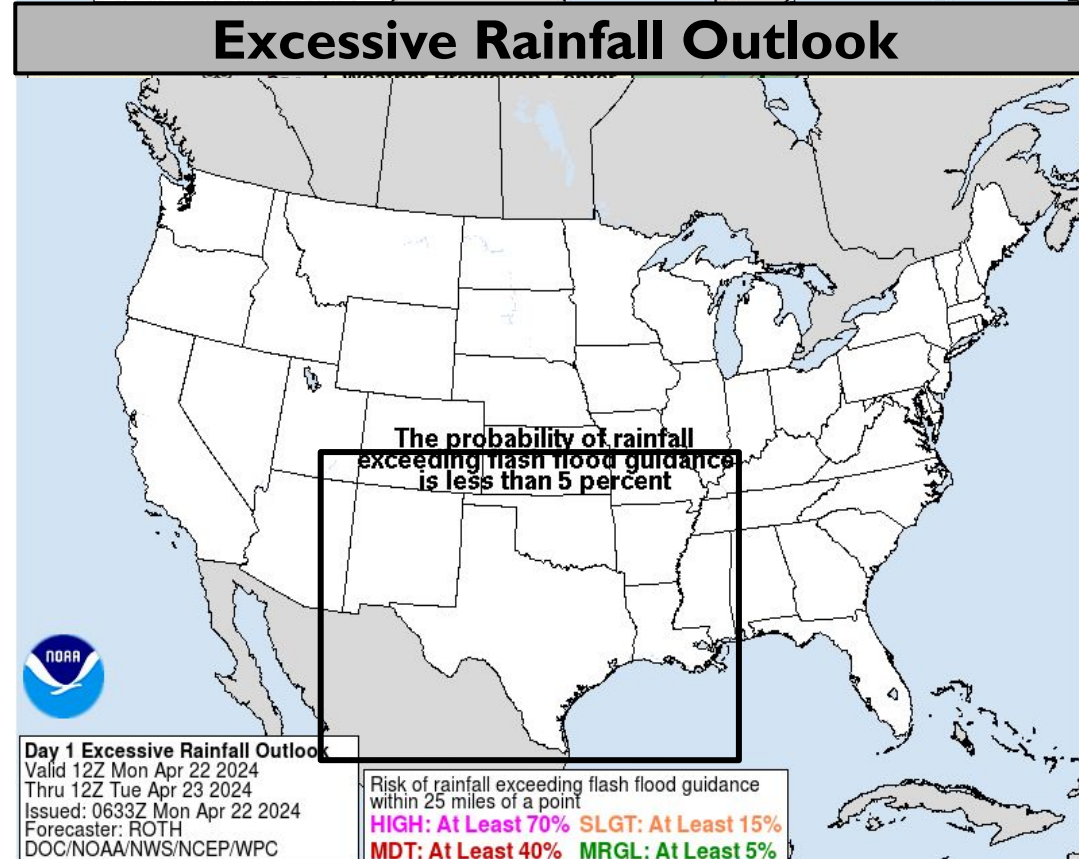 Excessive Rainfall Outlook
Weather Prediction Center
The probability of rainfall
exceeding flash flood guidance
is less than 5 percent
NOAA
Day 1 Excessive Rainfall Outlook
Valid 12Z Mon Apr 22 2024
Thru 12Z Tue Apr 23 2024
Issued: 0633Z Mon Apr 22 2024
Forecaster: ROTH
DOC/NOAA/NWS/NCEP/WPC
Risk of rainfall exceeding flash flood guidance
within 25 miles of a point
HIGH: At Least 70% SLGT: At Least 15%
MDT: At Least 40% MRGL: At Least 5%